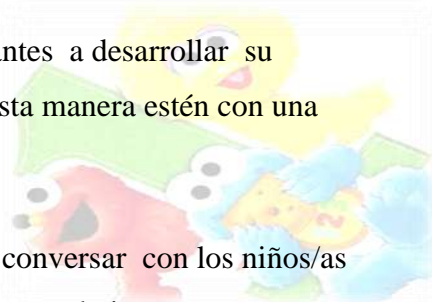 antes a desarrollar su
sta manera estén con una
conversar con los niños/as